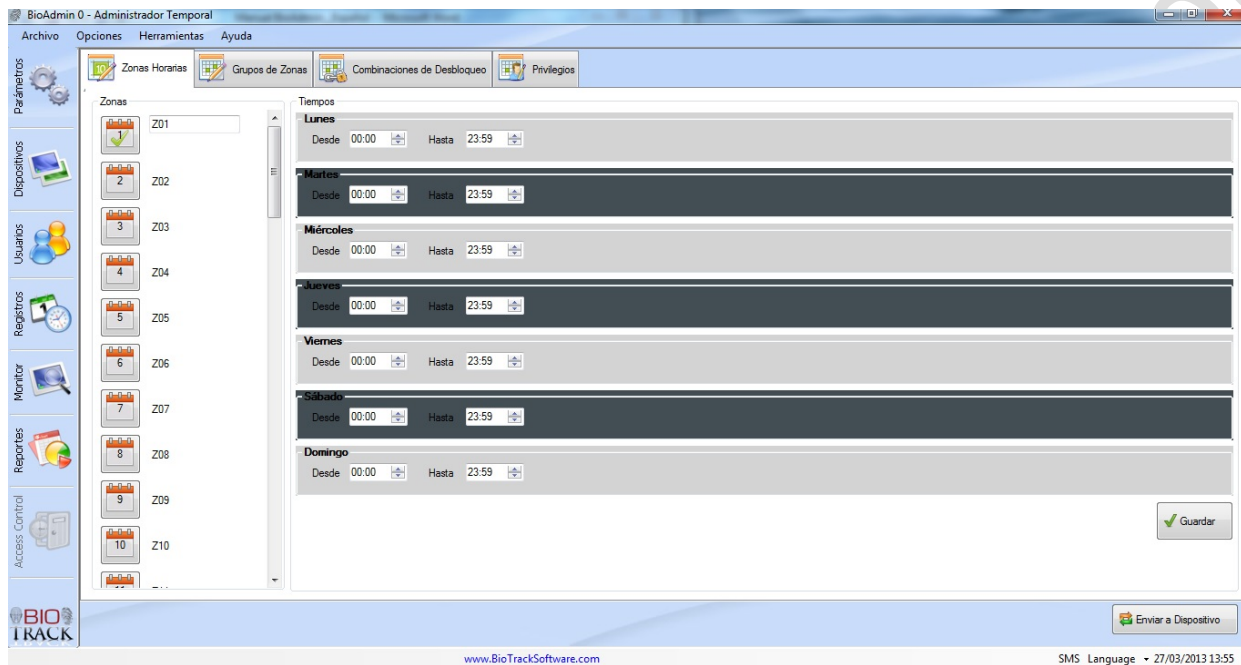 BioAdmin 0 - Administrador Temporal
Archivo Opciones Herramientas Ayuda
Parámetros
Dispositivos
Usuarios
Registros
Monitor
Reportes
Access Control
Zonas Horarias Grupos de Zonas Combinaciones de Desbloqueo Privilegios
Zonas
1 Z01
2 Z02
3 Z03
4 Z04
5 Z05
6 Z06
7 Z07
8 Z08
9 Z09
10 Z10
Tiempos
Lunes
Desde 00:00 Hasta 23:59
Martes
Desde 00:00 Hasta 23:59
Miércoles
Desde 00:00 Hasta 23:59
Jueves
Desde 00:00 Hasta 23:59
Viernes
Desde 00:00 Hasta 23:59
Sábado
Desde 00:00 Hasta 23:59
Domingo
Desde 00:00 Hasta 23:59
Guardar
BIO
TRACK
Enviar a Dispositivo
www.BioTrackSoftware.com
SMS Language 27/03/2013 13:55